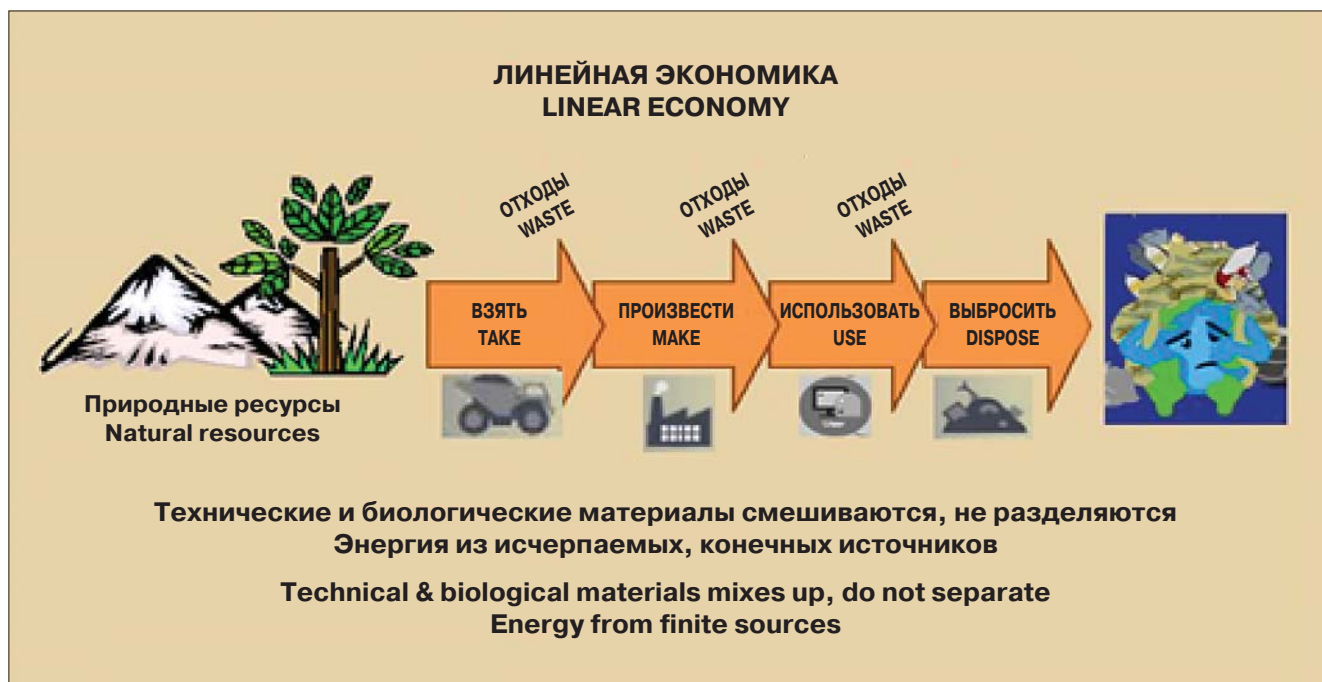 ЛИНЕЙНАЯ ЭКОНОМИКА
LINEAR ECONOMY
ОТХОДЫ
WASTE
ОТХОДЫ
WASTE
ОТХОДЫ
WASTE
ВЗЯТЬ
TAKE
ПРОИЗВЕСТИ
MAKE
ИСПОЛЬЗОВАТЬ
USE
ВЫБРОСИТЬ
DISPOSE
Природные ресурсы
Natural resources
Технические и биологические материалы смешиваются, не разделяются
Энергия из исчерпаемых, конечных источников
Technical & biological materials mixes up, do not separate
Energy from finite sources